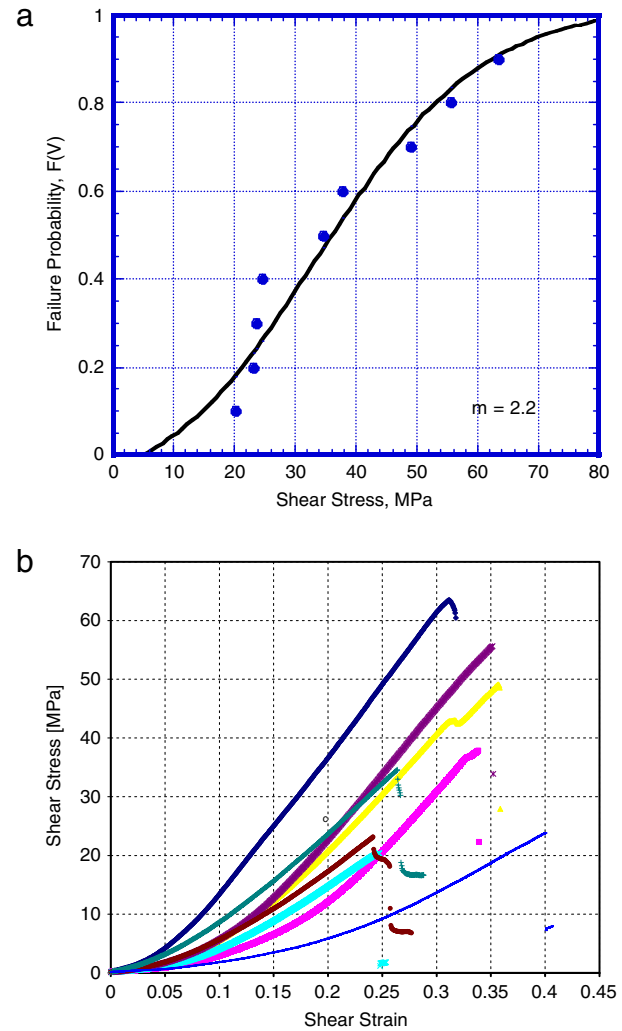 a
1
0.8
0.6
0.4
0.2
0
Failure Probability, F(V)
m = 2.2
0 10 20 30 40 50 60 70 80
Shear Stress, MPa
b
70
60
50
40
30
20
10
0
Shear Stress [MPa]
0 0.05 0.1 0.15 0.2 0.25 0.3 0.35 0.4 0.45
Shear Strain